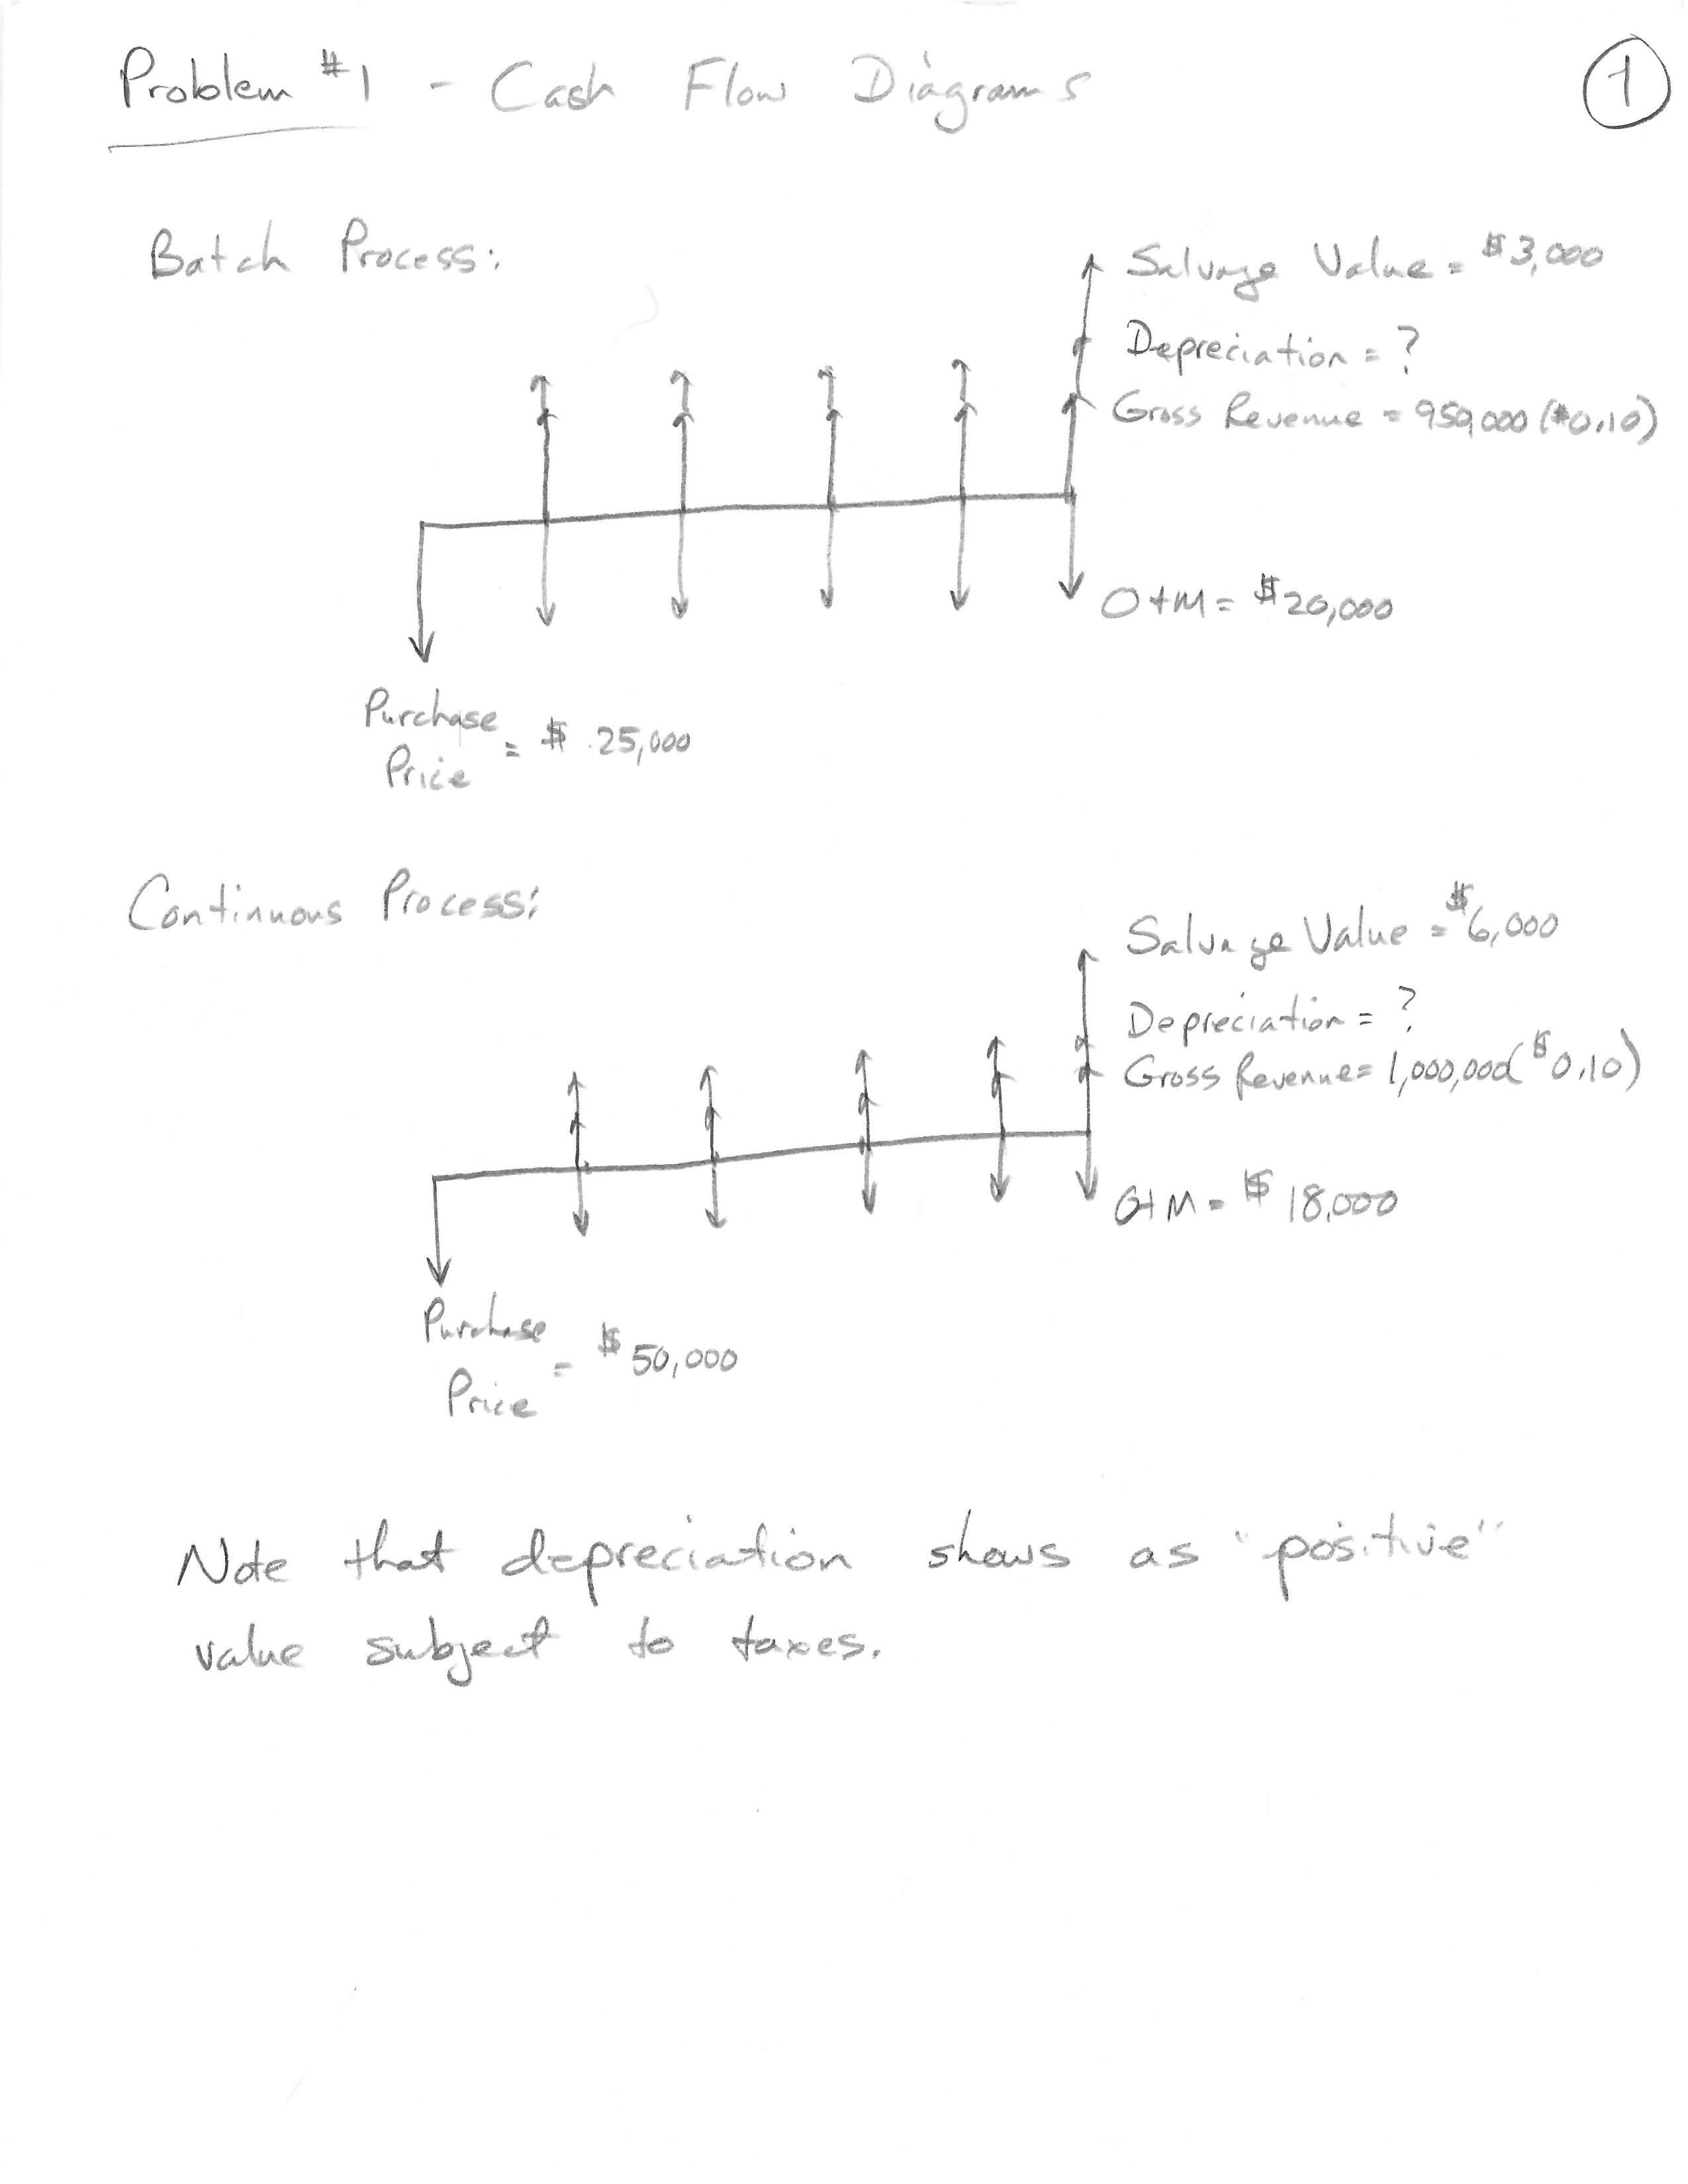 Problem #1 - Cash Flow Diagrams
1
Batch Process:
Salvage Value = $3,000
Depreciation = ?
Gross Revenue = 950,000 ($0.10)
O+M = $20,000
Purchase
Price = $ 25,000
Continuous Process:
Salvage Value = $6,000
Depreciation = ?
Gross Revenue = 1,000,000($0.10)
O+M = $ 18,000
Purchase
Price = $ 50,000
Note that depreciation shows as "positive"
value subject to taxes.